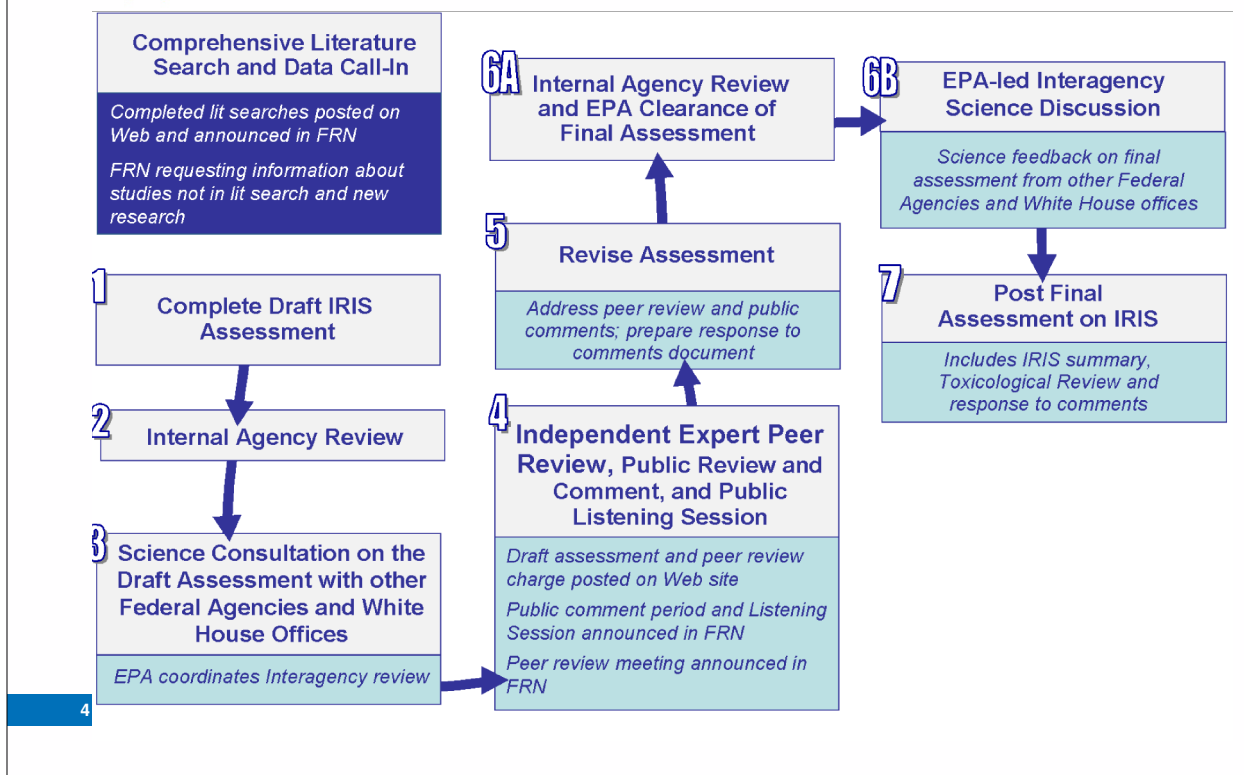 Comprehensive Literature
Search and Data Call-In
Completed lit searches posted on
Web and announced in FRN
FRN requesting information about
studies not in lit search and new
research
1
Complete Draft IRIS
Assessment
2
Internal Agency Review
3
Science Consultation on the
Draft Assessment with other
Federal Agencies and White
House Offices
EPA coordinates Interagency review
4
Independent Expert Peer
Review, Public Review and
Comment, and Public
Listening Session
Draft assessment and peer review
charge posted on Web site
Public comment period and Listening
Session announced in FRN
Peer review meeting announced in
FRN
5
Revise Assessment
Address peer review and public
comments; prepare response to
comments document
6A
Internal Agency Review
and EPA Clearance of
Final Assessment
6B
EPA-led Interagency
Science Discussion
Science feedback on final
assessment from other Federal
Agencies and White House offices
7
Post Final
Assessment on IRIS
Includes IRIS summary,
Toxicological Review and
response to comments
4